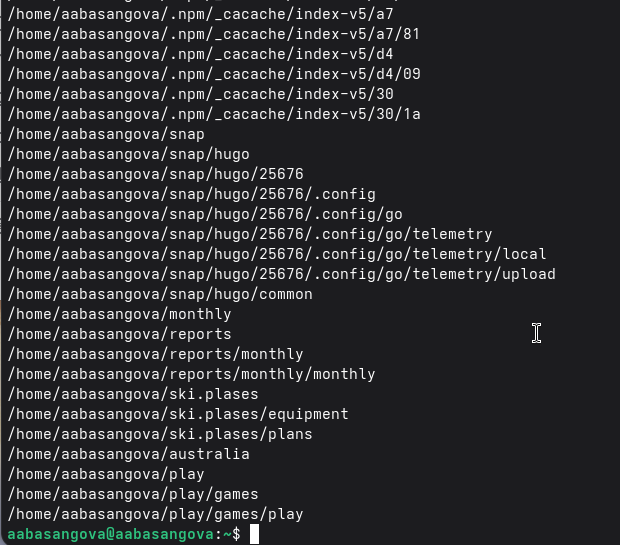 /home/aabasangova/.npm/_cacache/index-v5/a7
/home/aabasangova/.npm/_cacache/index-v5/a7/81
/home/aabasangova/.npm/_cacache/index-v5/d4
/home/aabasangova/.npm/_cacache/index-v5/d4/09
/home/aabasangova/.npm/_cacache/index-v5/30
/home/aabasangova/.npm/_cacache/index-v5/30/1a
/home/aabasangova/snap
/home/aabasangova/snap/hugo
/home/aabasangova/snap/hugo/25676
/home/aabasangova/snap/hugo/25676/.config
/home/aabasangova/snap/hugo/25676/.config/go
/home/aabasangova/snap/hugo/25676/.config/go/telemetry
/home/aabasangova/snap/hugo/25676/.config/go/telemetry/local
/home/aabasangova/snap/hugo/25676/.config/go/telemetry/upload
/home/aabasangova/snap/hugo/common
/home/aabasangova/monthly
/home/aabasangova/reports
/home/aabasangova/reports/monthly
/home/aabasangova/reports/monthly/monthly
/home/aabasangova/ski.plases
/home/aabasangova/ski.plases/equipment
/home/aabasangova/ski.plases/plans
/home/aabasangova/australia
/home/aabasangova/play
/home/aabasangova/play/games
/home/aabasangova/play/games/play
aabasangova@aabasangova:~$